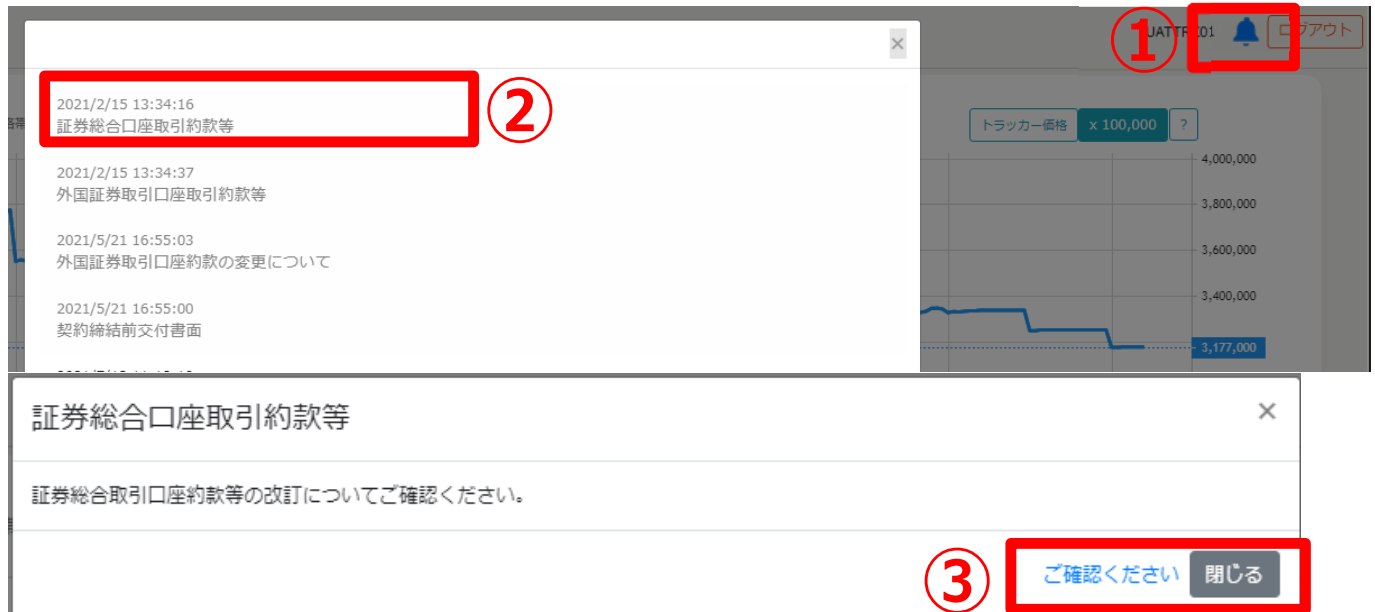 ①
ログアウト
×
2021/2/15 13:34:16
証券総合口座取引約款等
②
トラッカー価格 x 100,000 ?
2021/2/15 13:34:37
外国証券取引口座取引約款等
2021/5/21 16:55:03
外国証券取引口座約款の変更について
2021/5/21 16:55:00
契約締結前交付書面
4,000,000
3,800,000
3,600,000
3,400,000
3,177,000
証券総合口座取引約款等 ×
証券総合取引口座約款等の改訂についてご確認ください。
③
ご確認ください 閉じる